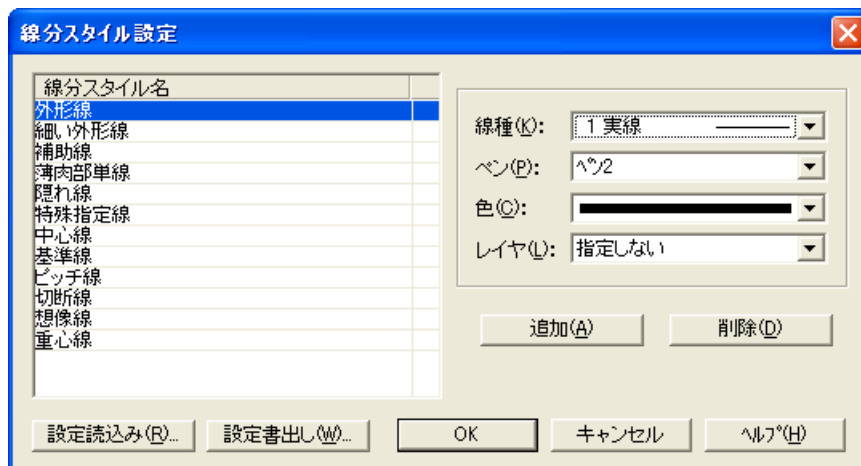 線分スタイル設定
線分スタイル名
外形線
細い外形線
補助線
薄肉部単線
隠れ線
特殊指定線
中心線
基準線
ピッチ線
切断線
想像線
重心線
線種(K): 1 実線
ペン(P): ﾍﾟﾝ2
色(C):
レイヤ(L): 指定しない
追加(A) 削除(D)
設定読込み(R)... 設定書出し(W)... OK キャンセル ﾍﾙﾌﾟ(H)